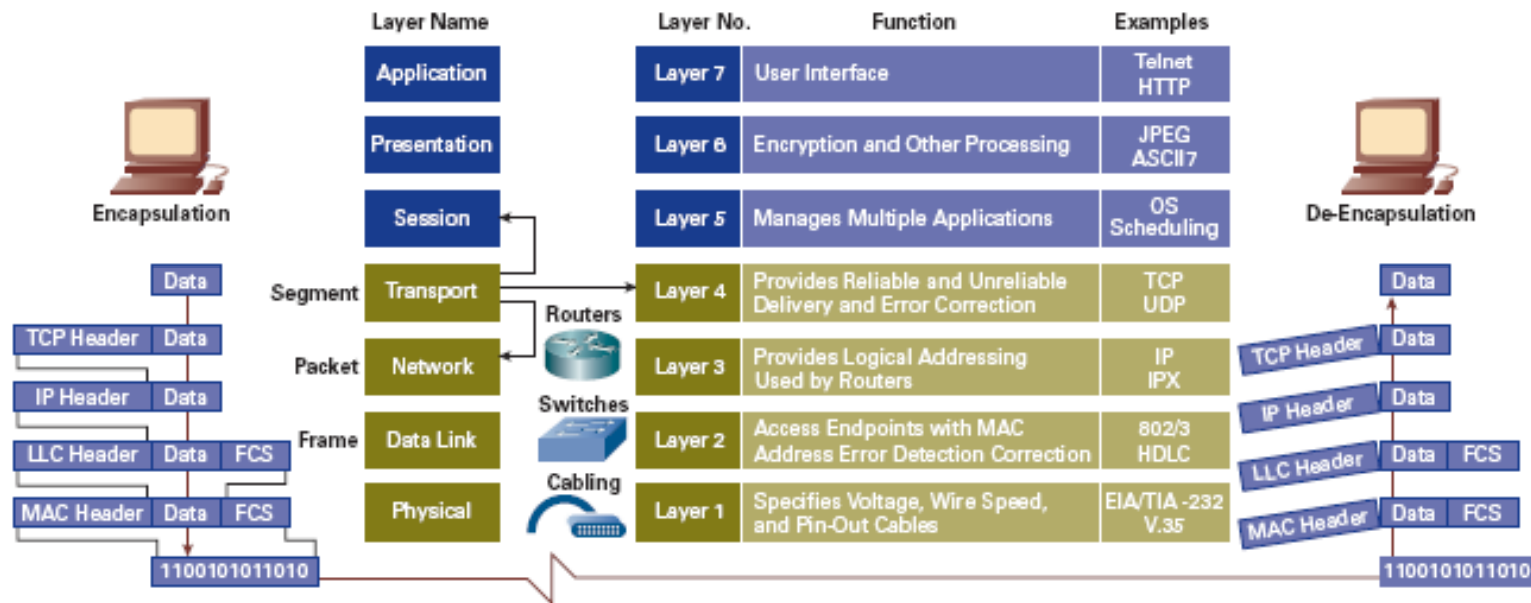 Layer Name
Layer No.
Function
Examples
Application
Layer 7
User Interface
Telnet
HTTP
Presentation
Layer 6
Encryption and Other Processing
JPEG
ASCII7
Encapsulation
Session
Layer 5
Manages Multiple Applications
OS
Scheduling
De-Encapsulation
Data
Segment
Transport
Layer 4
Provides Reliable and Unreliable
Delivery and Error Correction
TCP
UDP
Data
TCP Header
Data
Routers
TCP Header
Data
Packet
Network
Layer 3
Provides Logical Addressing
Used by Routers
IP
IPX
IP Header
Data
Switches
IP Header
Data
Frame
Data Link
Layer 2
Access Endpoints with MAC
Address Error Detection Correction
802/3
HDLC
LLC Header
Data
FCS
LLC Header
Data
FCS
Cabling
Physical
Layer 1
Specifies Voltage, Wire Speed,
and Pin-Out Cables
EIA/TIA -232
V.35
MAC Header
Data
FCS
MAC Header
Data
FCS
1100101011010
1100101011010